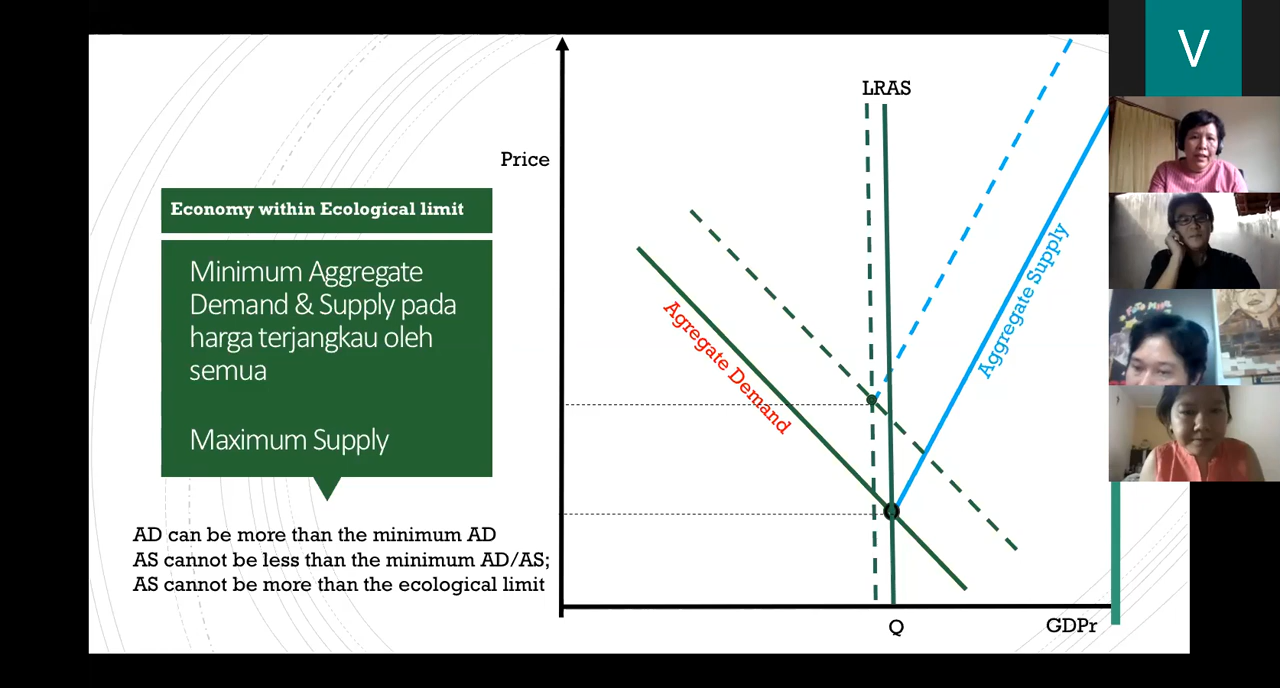 V
LRAS
Price
Economy within Ecological limit
Minimum Aggregate
Demand & Supply pada
harga terjangkau oleh
semua
Maximum Supply
Agregate Demand
Aggregate Supply
AD can be more than the minimum AD
AS cannot be less than the minimum AD/AS;
AS cannot be more than the ecological limit
Q
GDPr